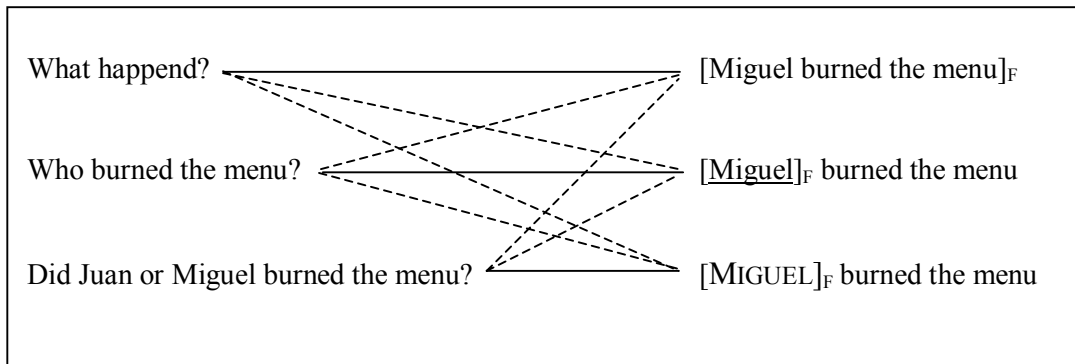 What happend? [Miguel burned the menu]F
Who burned the menu? [Miguel]F burned the menu
Did Juan or Miguel burned the menu? [MIGUEL]F burned the menu